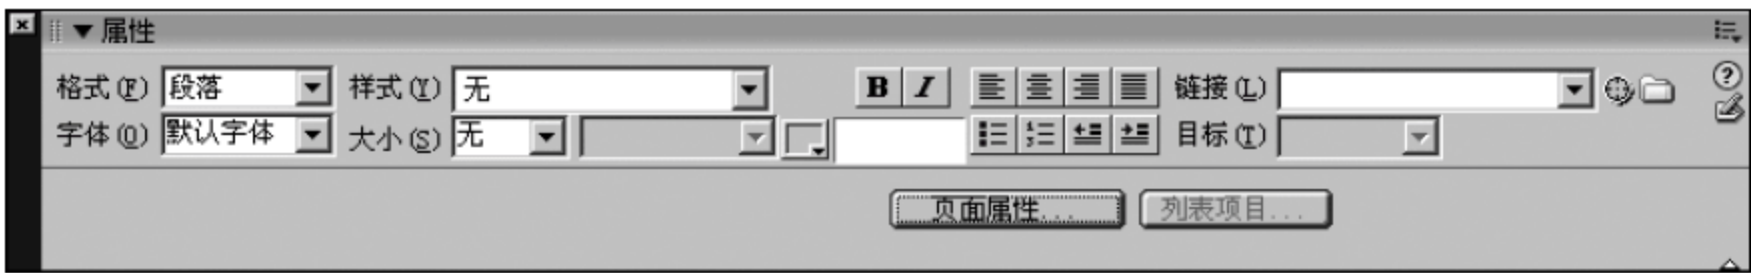 属性
格式(F) 段落 样式(Y) 无 B I 链接(L)
字体(O) 默认字体 大小(S) 无 目标(T)
页面属性... 列表项目...